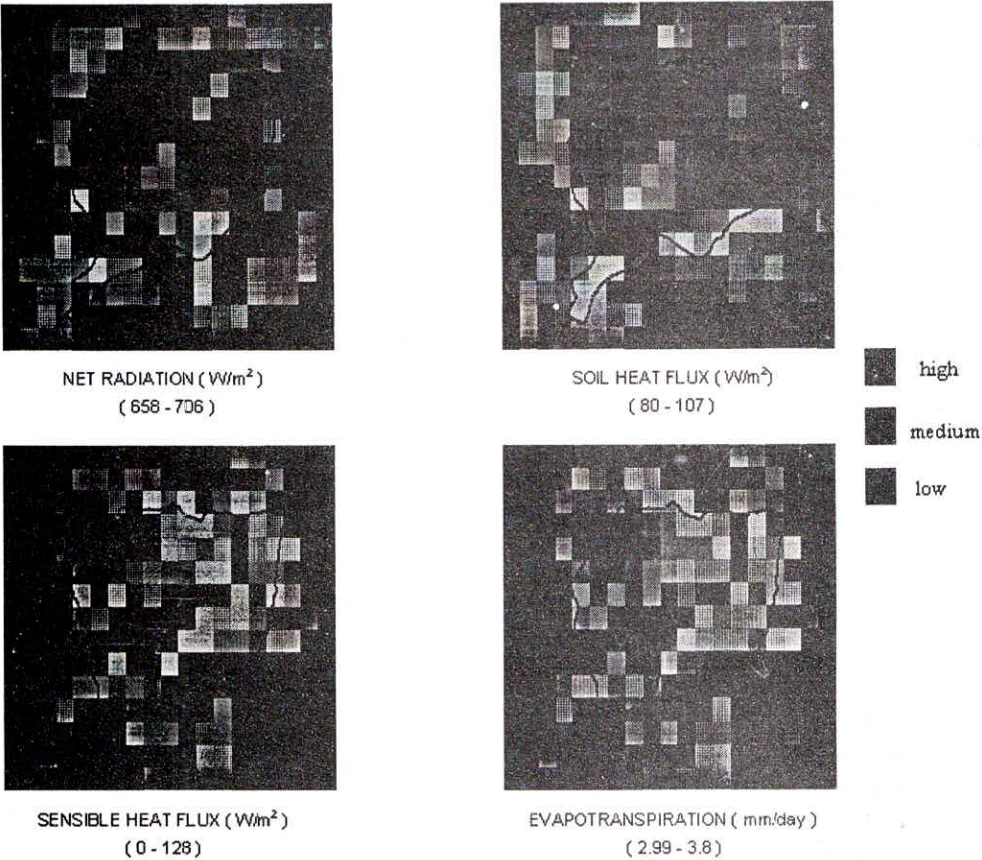 NET RADIATION ( W/m² )
( 658 - 706 )
SOIL HEAT FLUX ( W/m²)
( 80 - 107 )
high
medium
low
SENSIBLE HEAT FLUX ( W/m² )
( 0 - 128 )
EVAPOTRANSPIRATION ( mm/day )
( 2.99 - 3.8 )